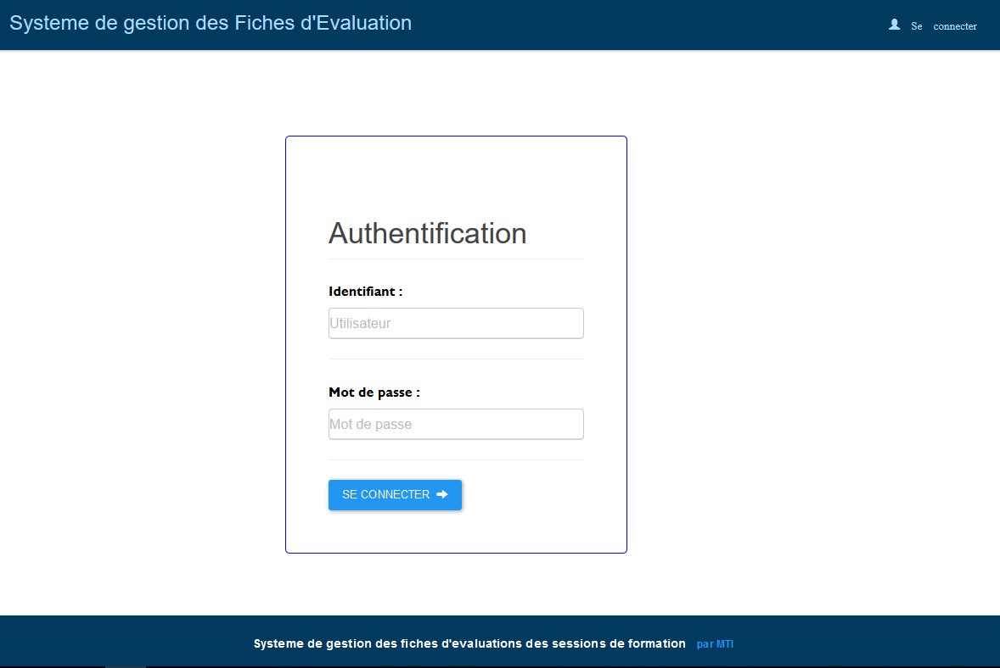 Systeme de gestion des Fiches d'Evaluation
Se connecter
Authentification
Identifiant :
Utilisateur
Mot de passe :
Mot de passe
SE CONNECTER
Systeme de gestion des fiches d'evaluations des sessions de formation par MTI